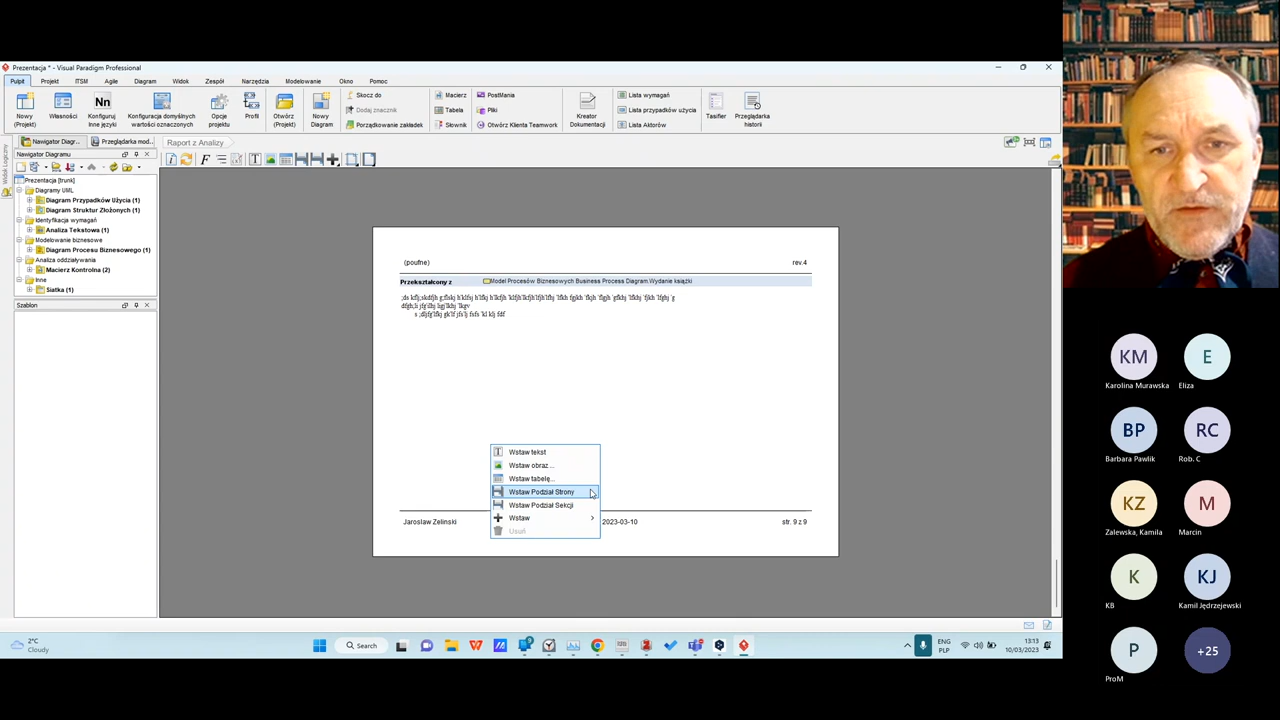 Prezentacja * - Visual Paradigm Professional
Pulpit Projekt ITSM Agile Diagram Widok Zespół Narzędzia Modelowanie Okno Pomoc
Nowy (Projekt)
Właśności
Nn
Konfiguruj Inne języki
Konfiguracja domyślnych wartości oznaczonych
Opcje projektu
Profil
Otwórz (Projekt)
Nowy Diagram
Skocz do
Dodaj znacznik
Porządkowanie zakładek
Macierz
Tabela
Słownik
PostMania
Pliki
Otwórz Klienta Teamwork
Kreator Dokumentacji
Lista wymagań
Lista przypadków użycia
Lista Aktorów
Tasifier
Przeglądarka historii
Widok Logiczny
Nawigator Diagr...
Przeglądarka mod...
Raport z Analizy
Nawigator Diagramu
Prezentacja [trunk]
Diagramy UML
Diagram Przypadków Użycia (1)
Diagram Struktur Złożonych (1)
Identyfikacja wymagań
Analiza Tekstowa (1)
Modelowanie biznesowe
Diagram Procesu Biznesowego (1)
Analiza oddziaływania
Macierz Kontrolna (2)
Inne
Siatka (1)
Szablon
(poufne) rev.4
Przekształcony z Model Procesów Biznesowych Business Process Diagram.Wydanie książki
Wstaw tekst
Wstaw obraz ...
Wstaw tabelę...
Wstaw Podział Strony
Wstaw Podział Sekcji
Wstaw
Usuń
Jaroslaw Zelinski 2023-03-10 str. 9 z 9
2°C
Cloudy
Search
ENG
PLP
13:13
10/03/2023
KM
Karolina Murawska
E
Eliza
BP
Barbara Pawlik
RC
Rob. C
KZ
Zalewska, Kamila
M
Marcin
K
KB
KJ
Kamil Jędrzejewski
P
ProM
+25